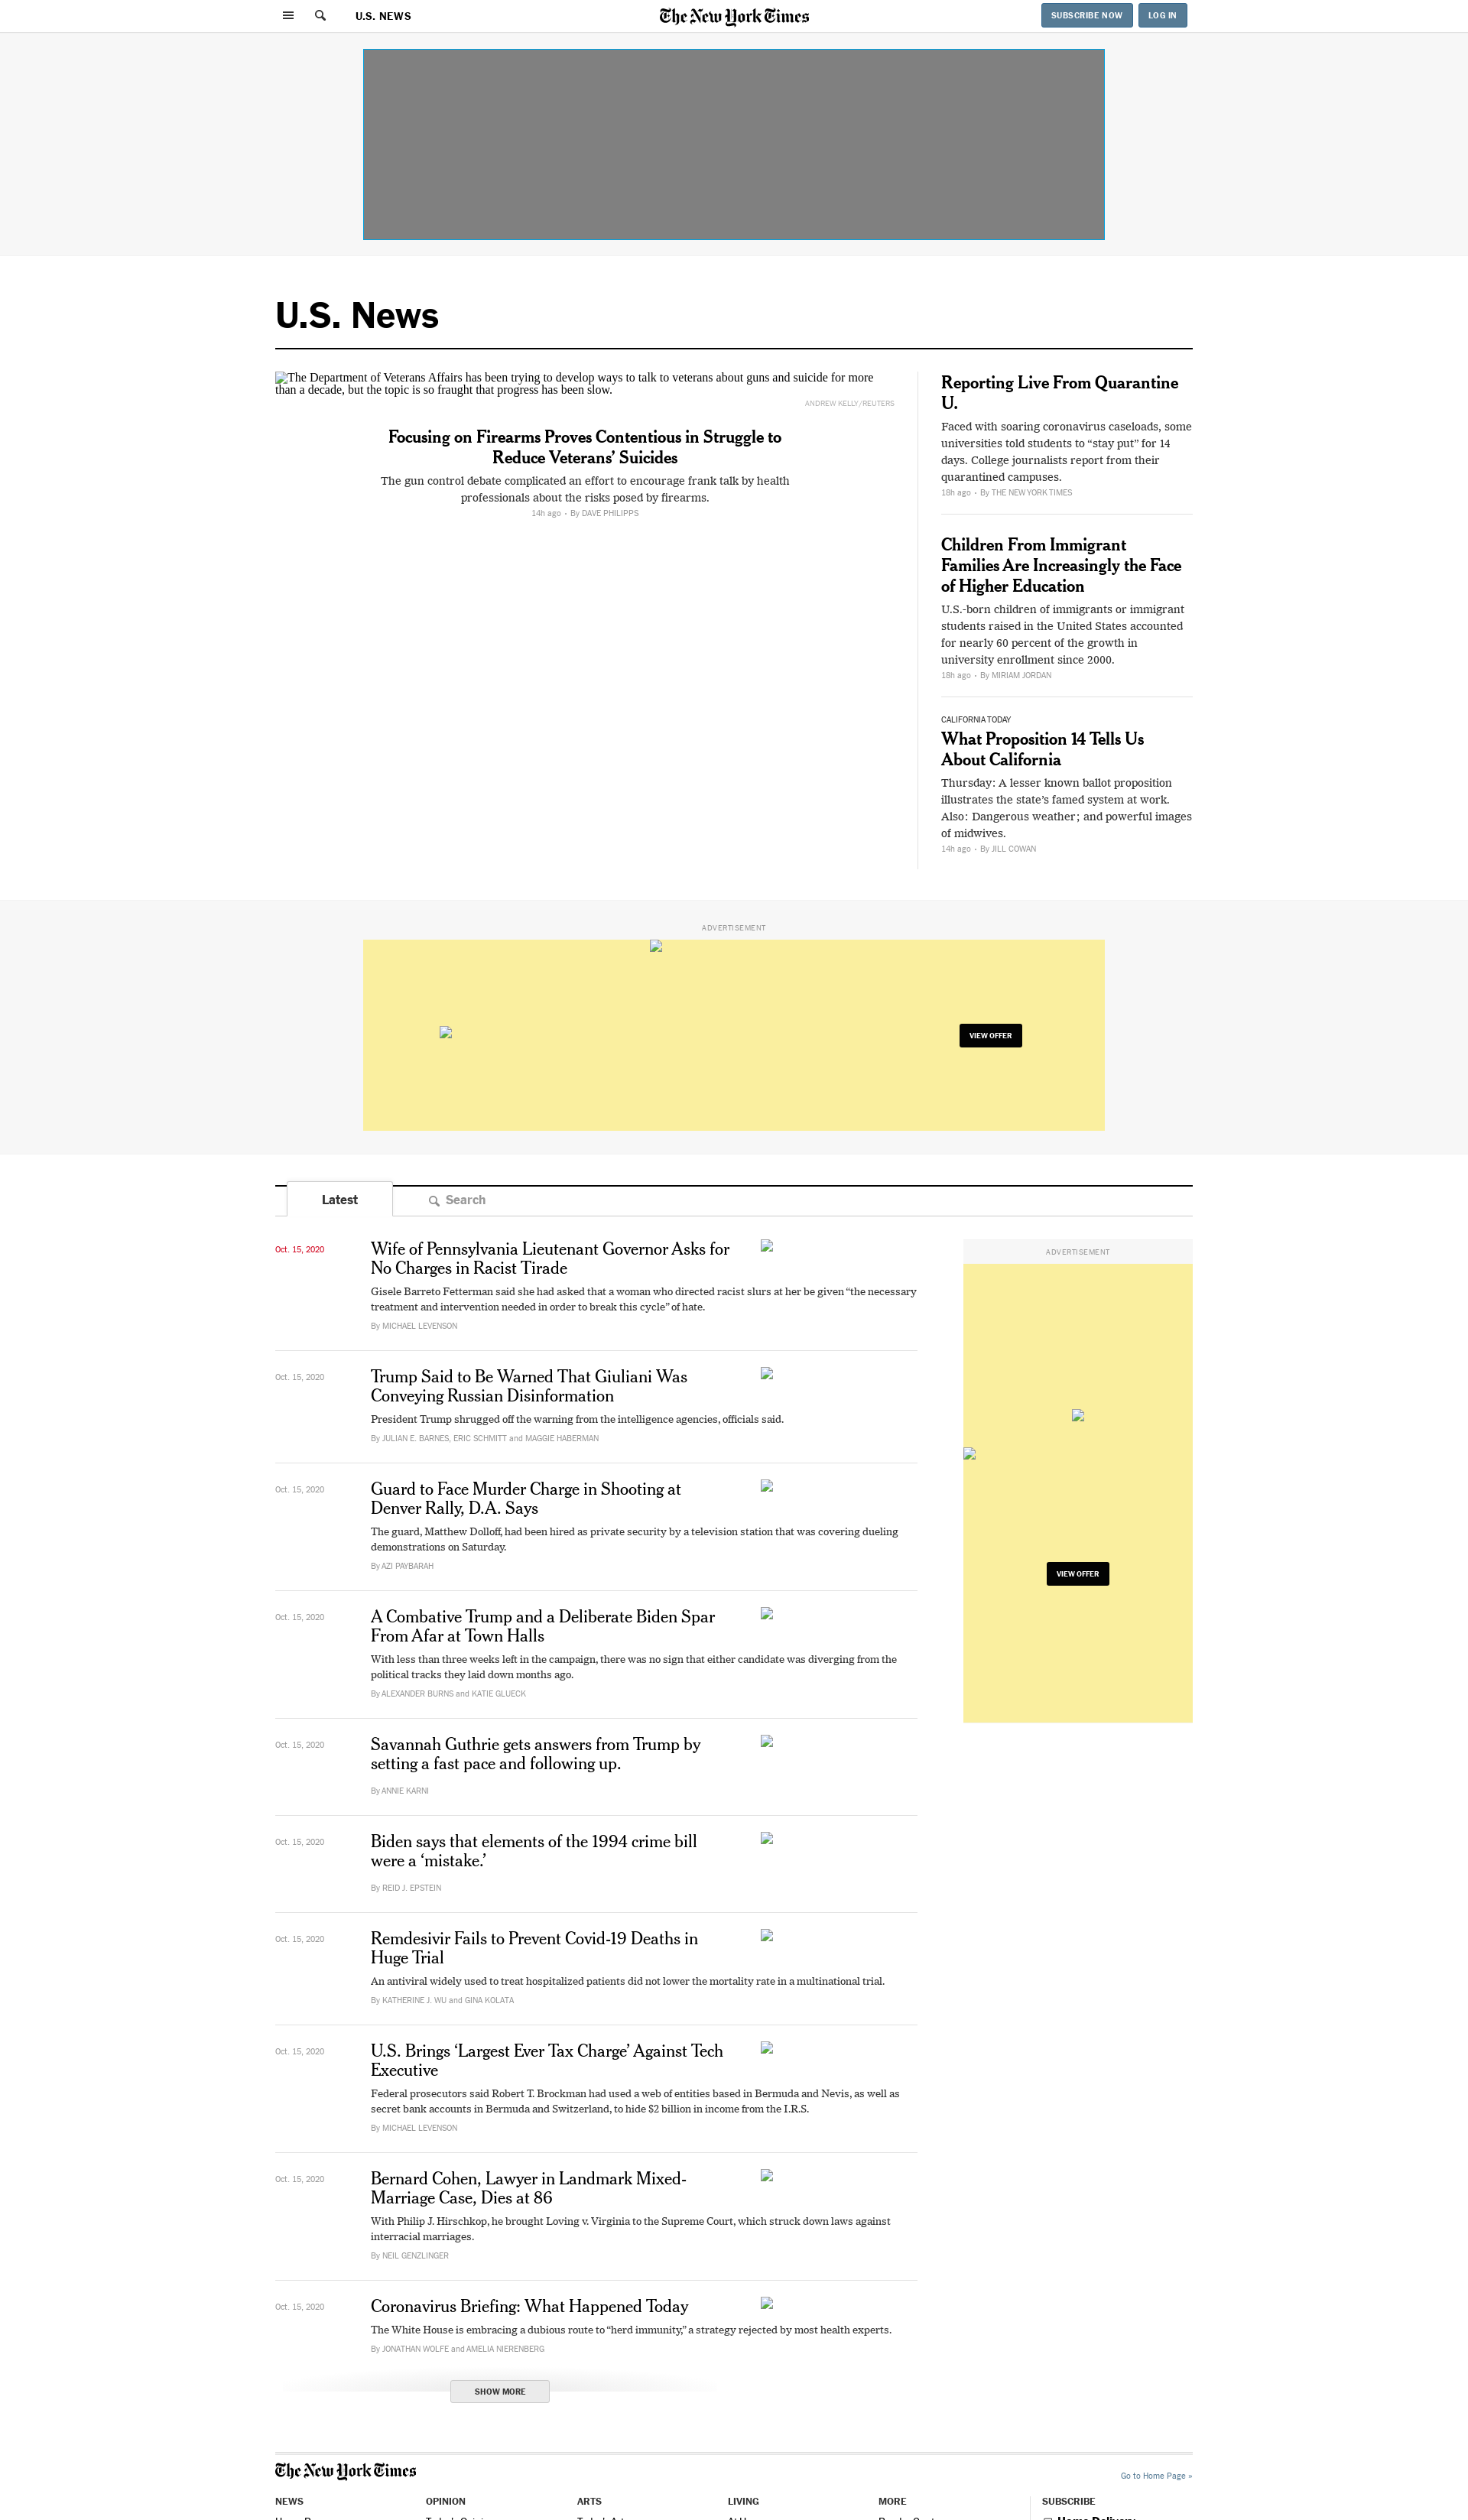 U.S. NEWS
The New York Times
SUBSCRIBE NOW
LOG IN
U.S. News
The Department of Veterans Affairs has been trying to develop ways to talk to veterans about guns and suicide for more
than a decade, but the topic is so fraught that progress has been slow.
ANDREW KELLY/REUTERS
Focusing on Firearms Proves Contentious in Struggle to
Reduce Veterans’ Suicides
The gun control debate complicated an effort to encourage frank talk by health
professionals about the risks posed by firearms.
14h ago • By DAVE PHILIPPS
Reporting Live From Quarantine
U.
Faced with soaring coronavirus caseloads, some
universities told students to “stay put” for 14
days. College journalists report from their
quarantined campuses.
18h ago • By THE NEW YORK TIMES
Children From Immigrant
Families Are Increasingly the Face
of Higher Education
U.S.-born children of immigrants or immigrant
students raised in the United States accounted
for nearly 60 percent of the growth in
university enrollment since 2000.
18h ago • By MIRIAM JORDAN
CALIFORNIA TODAY
What Proposition 14 Tells Us
About California
Thursday: A lesser known ballot proposition
illustrates the state’s famed system at work.
Also: Dangerous weather; and powerful images
of midwives.
14h ago • By JILL COWAN
ADVERTISEMENT
VIEW OFFER
Latest
Search
Oct. 15, 2020
Wife of Pennsylvania Lieutenant Governor Asks for
No Charges in Racist Tirade
Gisele Barreto Fetterman said she had asked that a woman who directed racist slurs at her be given “the necessary
treatment and intervention needed in order to break this cycle” of hate.
By MICHAEL LEVENSON
Oct. 15, 2020
Trump Said to Be Warned That Giuliani Was
Conveying Russian Disinformation
President Trump shrugged off the warning from the intelligence agencies, officials said.
By JULIAN E. BARNES, ERIC SCHMITT and MAGGIE HABERMAN
Oct. 15, 2020
Guard to Face Murder Charge in Shooting at
Denver Rally, D.A. Says
The guard, Matthew Dolloff, had been hired as private security by a television station that was covering dueling
demonstrations on Saturday.
By AZI PAYBARAH
Oct. 15, 2020
A Combative Trump and a Deliberate Biden Spar
From Afar at Town Halls
With less than three weeks left in the campaign, there was no sign that either candidate was diverging from the
political tracks they laid down months ago.
By ALEXANDER BURNS and KATIE GLUECK
Oct. 15, 2020
Savannah Guthrie gets answers from Trump by
setting a fast pace and following up.
By ANNIE KARNI
Oct. 15, 2020
Biden says that elements of the 1994 crime bill
were a ‘mistake.’
By REID J. EPSTEIN
Oct. 15, 2020
Remdesivir Fails to Prevent Covid-19 Deaths in
Huge Trial
An antiviral widely used to treat hospitalized patients did not lower the mortality rate in a multinational trial.
By KATHERINE J. WU and GINA KOLATA
Oct. 15, 2020
U.S. Brings ‘Largest Ever Tax Charge’ Against Tech
Executive
Federal prosecutors said Robert T. Brockman had used a web of entities based in Bermuda and Nevis, as well as
secret bank accounts in Bermuda and Switzerland, to hide $2 billion in income from the I.R.S.
By MICHAEL LEVENSON
Oct. 15, 2020
Bernard Cohen, Lawyer in Landmark Mixed-
Marriage Case, Dies at 86
With Philip J. Hirschkop, he brought Loving v. Virginia to the Supreme Court, which struck down laws against
interracial marriages.
By NEIL GENZLINGER
Oct. 15, 2020
Coronavirus Briefing: What Happened Today
The White House is embracing a dubious route to “herd immunity,” a strategy rejected by most health experts.
By JONATHAN WOLFE and AMELIA NIERENBERG
SHOW MORE
ADVERTISEMENT
VIEW OFFER
The New York Times
Go to Home Page »
NEWS
OPINION
ARTS
LIVING
MORE
SUBSCRIBE